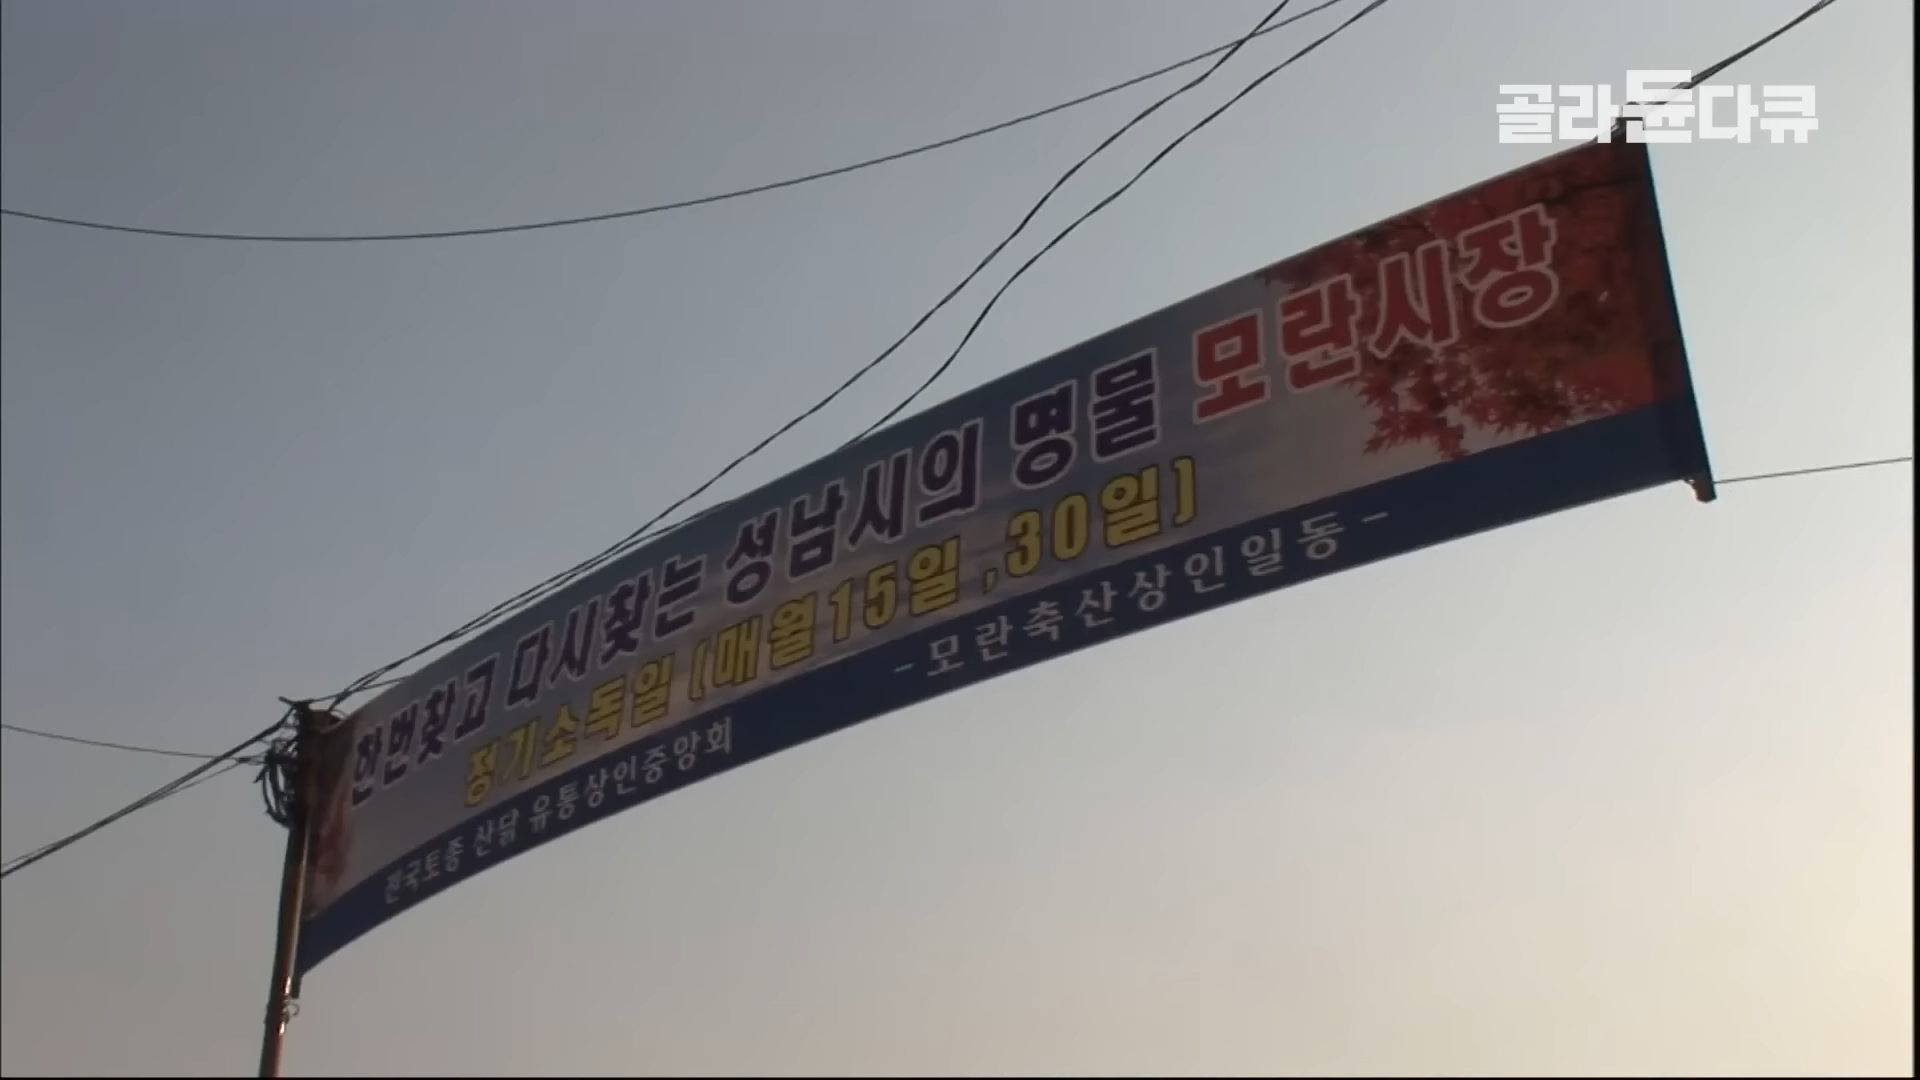 골라듄다큐
한번찾고 다시찾는 성남시의 명물 모란시장
정기소독일 (매월15일,30일)
전국토종 산닭 유통상인중앙회
-모란축산상인일동-